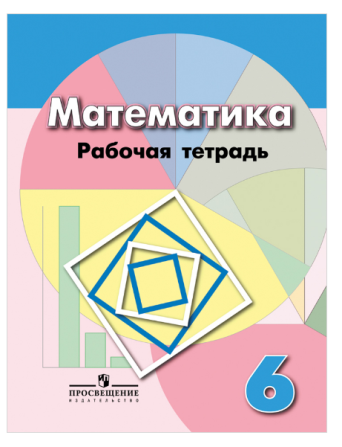 Математика
Рабочая тетрадь
ПРОСВЕЩЕНИЕ
ИЗДАТЕЛЬСТВО
6